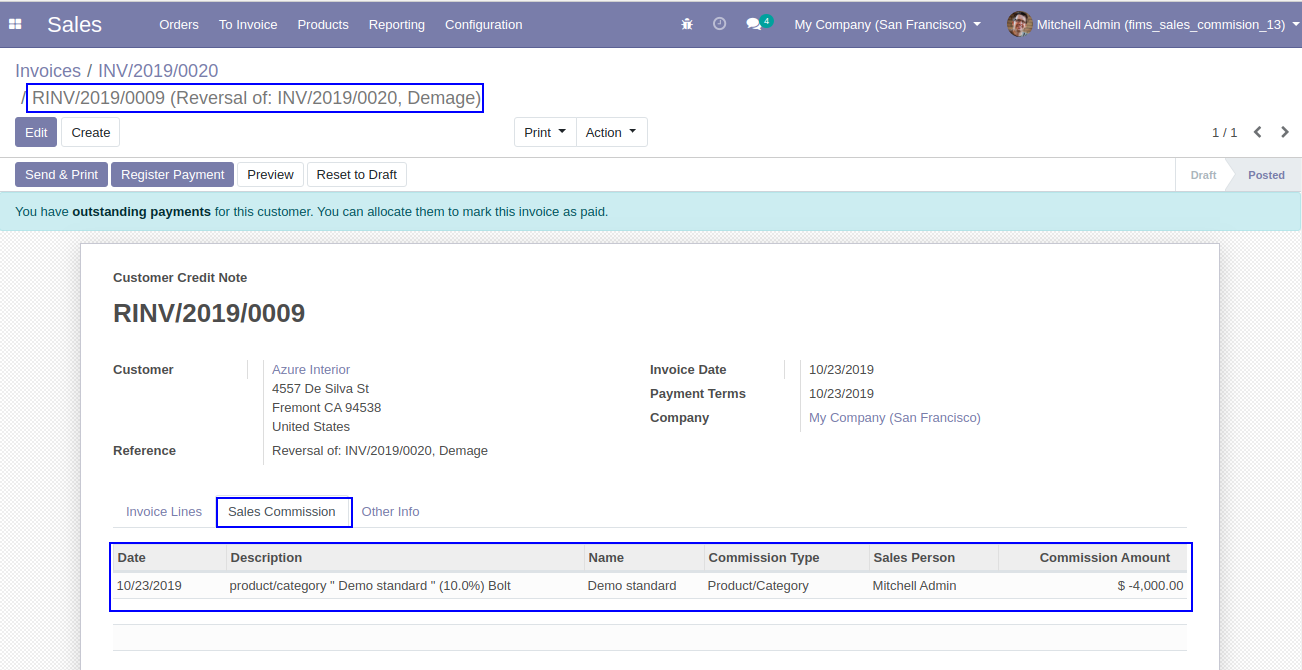 Sales Orders To Invoice Products Reporting Configuration 4 My Company (San Francisco) Mitchell Admin (fims_sales_commision_13)
Invoices / INV/2019/0020
/ RINV/2019/0009 (Reversal of: INV/2019/0020, Demage)
Edit Create Print Action 1 / 1
Send & Print Register Payment Preview Reset to Draft Draft Posted
You have outstanding payments for this customer. You can allocate them to mark this invoice as paid.
Customer Credit Note
RINV/2019/0009
Customer Azure Interior Invoice Date 10/23/2019
4557 De Silva St
Payment Terms 10/23/2019
Fremont CA 94538
Company My Company (San Francisco)
United States
Reference Reversal of: INV/2019/0020, Demage
Invoice Lines Sales Commission Other Info
Date Description Name Commission Type Sales Person Commission Amount
10/23/2019 product/category " Demo standard " (10.0%) Bolt Demo standard Product/Category Mitchell Admin $ -4,000.00